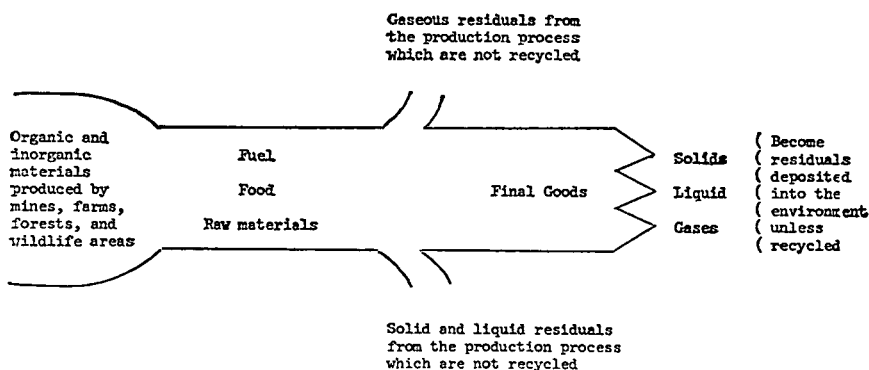 Gaseous residuals from
the production process
which are not recycled
Organic and
inorganic
materials
produced by
mines, farms,
forests, and
wildlife areas
Fuel
Food
Raw materials
Final Goods
Solids
Liquid
Gases
( Become
( residuals
( deposited
( into the
( environment
( unless
( recycled
Solid and liquid residuals
from the production process
which are not recycled